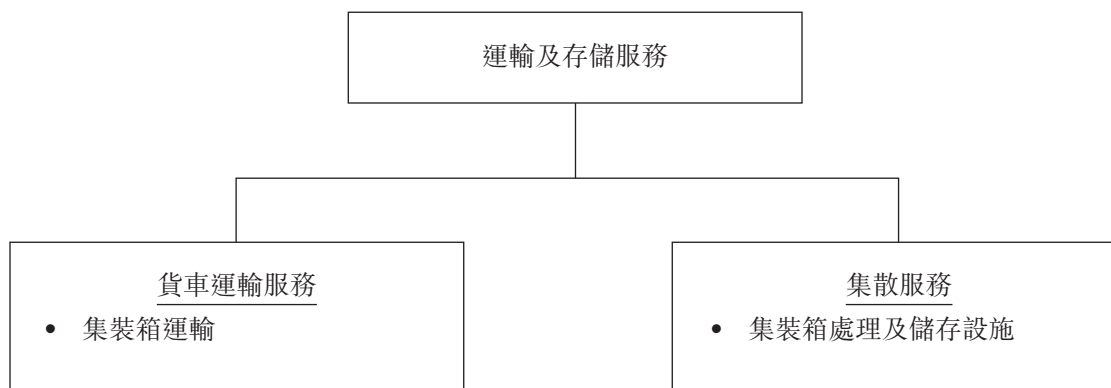 運輸及存儲服務
貨車運輸服務
• 集裝箱運輸
集散服務
• 集裝箱處理及儲存設施